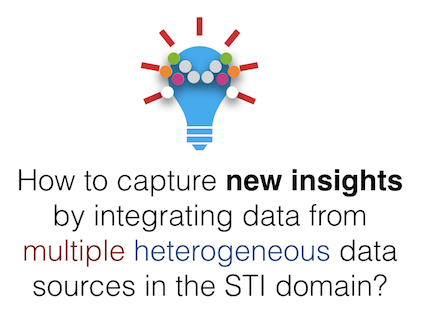 How to capture new insights
by integrating data from
multiple heterogeneous data
sources in the STI domain?